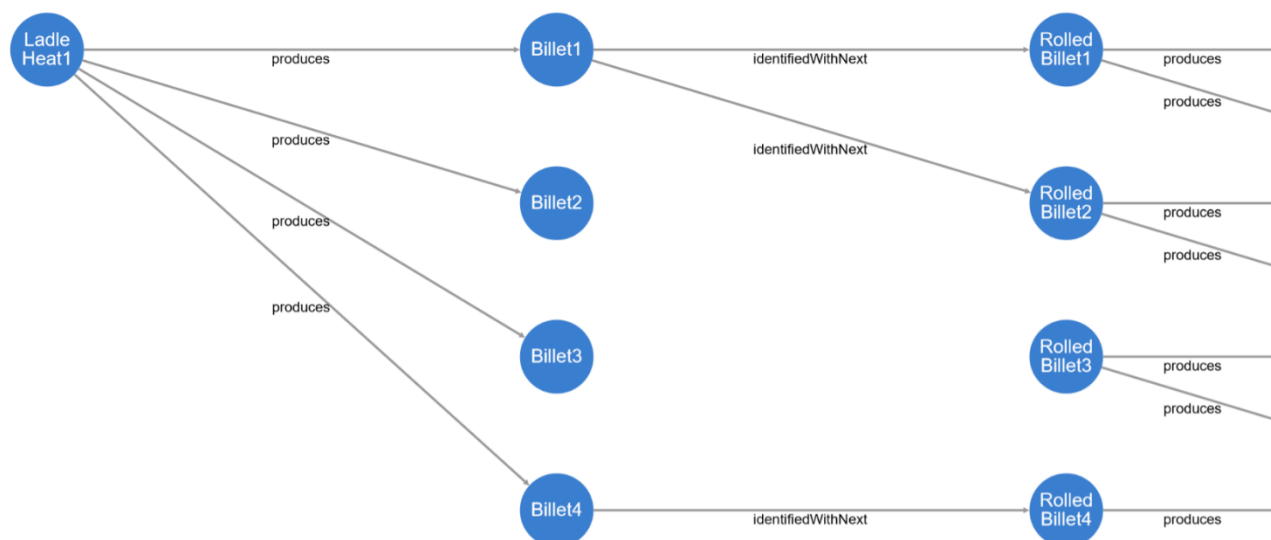 Ladle
Heat1
produces
Billet1
identifiedWithNext
Rolled
Billet1
produces
produces
produces
identifiedWithNext
Billet2
Rolled
Billet2
produces
produces
produces
produces
Billet3
Rolled
Billet3
produces
produces
Billet4
identifiedWithNext
Rolled
Billet4
produces